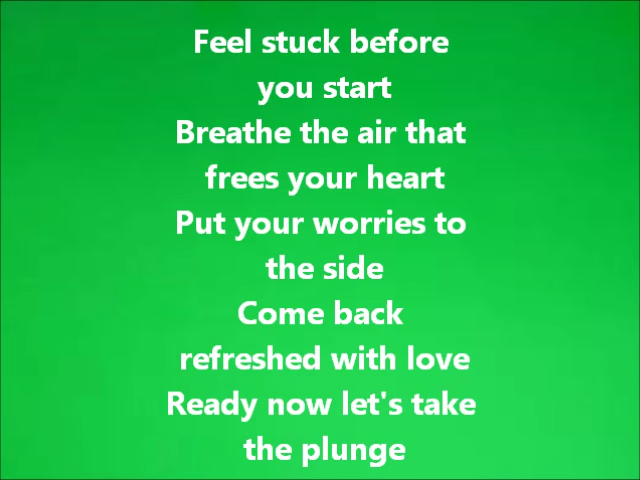 Feel stuck before
you start
Breathe the air that
frees your heart
Put your worries to
the side
Come back
refreshed with love
Ready now let's take
the plunge